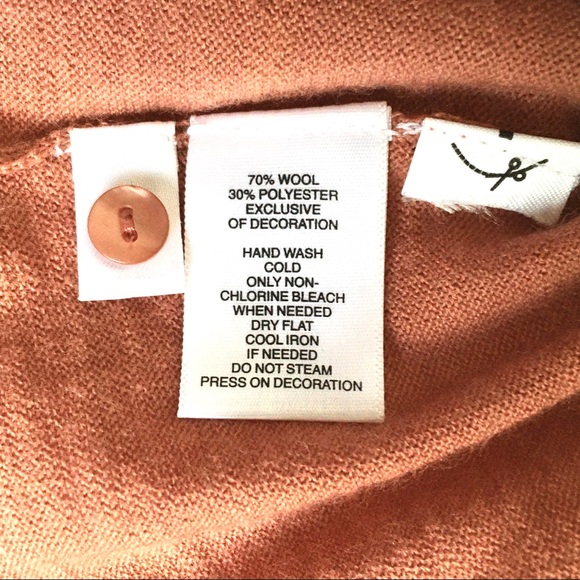 70% WOOL
30% POLYESTER
EXCLUSIVE
OF DECORATION
HAND WASH
COLD
ONLY NON-
CHLORINE BLEACH
WHEN NEEDED
DRY FLAT
COOL IRON
IF NEEDED
DO NOT STEAM
PRESS ON DECORATION